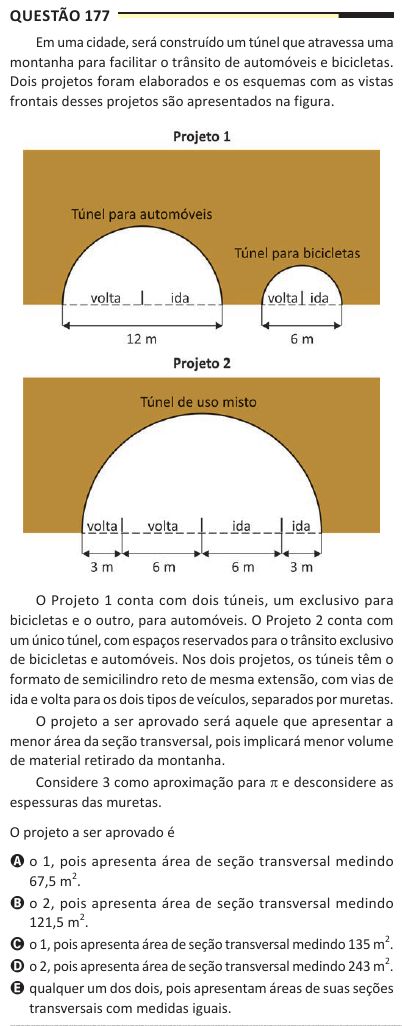 QUESTÃO 177
Em uma cidade, será construído um túnel que atravessa uma
montanha para facilitar o trânsito de automóveis e bicicletas.
Dois projetos foram elaborados e os esquemas com as vistas
frontais desses projetos são apresentados na figura.
Projeto 1
Túnel para automóveis
Túnel para bicicletas
volta ida volta ida
12 m 6 m
Projeto 2
Túnel de uso misto
volta volta ida ida
3 m 6 m 6 m 3 m
O Projeto 1 conta com dois túneis, um exclusivo para
bicicletas e o outro, para automóveis. O Projeto 2 conta com
um único túnel, com espaços reservados para o trânsito exclusivo
de bicicletas e automóveis. Nos dois projetos, os túneis têm o
formato de semicilindro reto de mesma extensão, com vias de
ida e volta para os dois tipos de veículos, separados por muretas.
O projeto a ser aprovado será aquele que apresentar a
menor área da seção transversal, pois implicará menor volume
de material retirado da montanha.
Considere 3 como aproximação para π e desconsidere as
espessuras das muretas.
O projeto a ser aprovado é
A o 1, pois apresenta área de seção transversal medindo
67,5 m².
B o 2, pois apresenta área de seção transversal medindo
121,5 m².
C o 1, pois apresenta área de seção transversal medindo 135 m².
D o 2, pois apresenta área de seção transversal medindo 243 m².
E qualquer um dos dois, pois apresentam áreas de suas seções
transversais com medidas iguais.